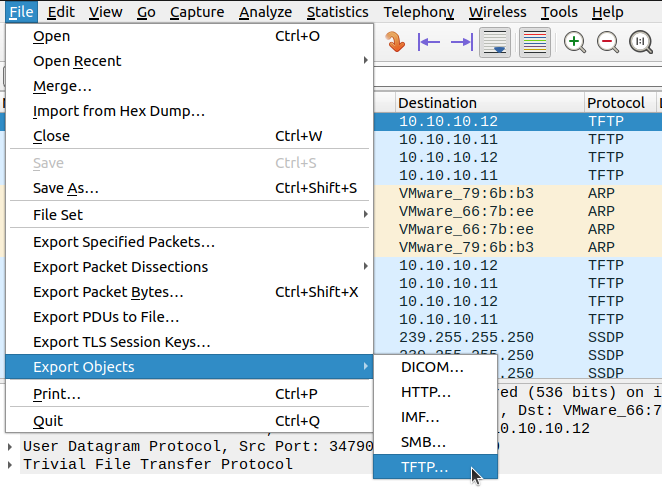 File Edit View Go Capture Analyze Statistics Telephony Wireless Tools Help
Open Ctrl+O
Open Recent
Merge...
Import from Hex Dump...
Close Ctrl+W
Save Ctrl+S
Save As... Ctrl+Shift+S
File Set
Export Specified Packets...
Export Packet Dissections
Export Packet Bytes... Ctrl+Shift+X
Export PDUs to File...
Export TLS Session Keys...
Export Objects
Print... Ctrl+P
Quit Ctrl+Q
DICOM...
HTTP...
IMF...
SMB...
TFTP...
Destination Protocol
10.10.10.12 TFTP
10.10.10.11 TFTP
10.10.10.12 TFTP
10.10.10.11 TFTP
VMware_79:6b:b3 ARP
VMware_66:7b:ee ARP
VMware_66:7b:ee ARP
VMware_79:6b:b3 ARP
10.10.10.12 TFTP
10.10.10.11 TFTP
10.10.10.12 TFTP
10.10.10.11 TFTP
239.255.255.250 SSDP
239.255.255.250 SSDP
.255.250 SSDP
red (536 bits) on i
, Dst: VMware_66:7
0.10.10.12
User Datagram Protocol, Src Port: 34790
Trivial File Transfer Protocol